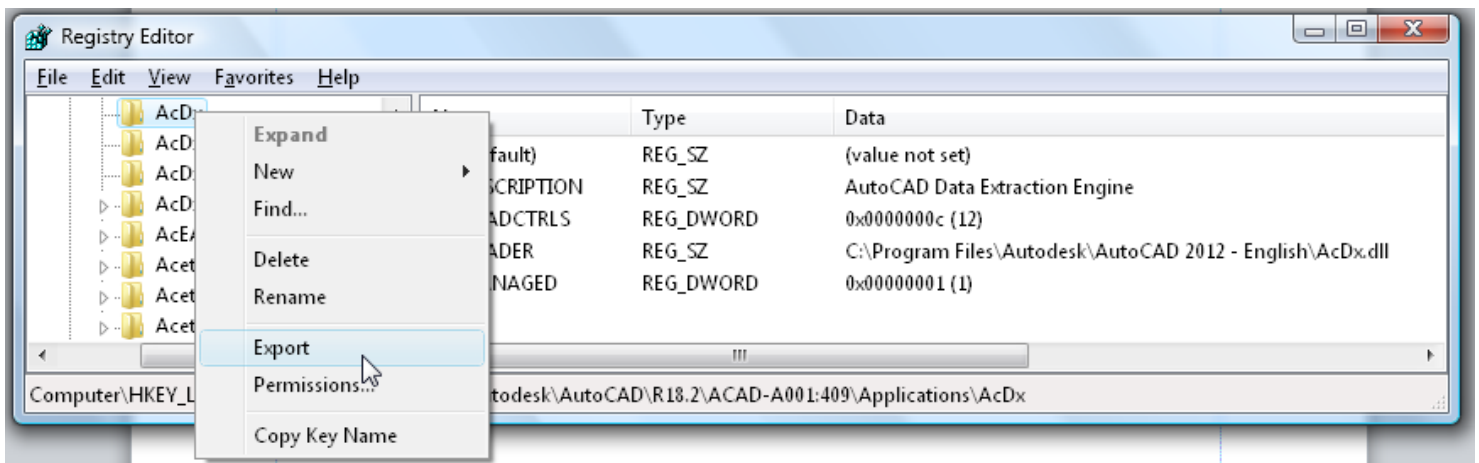 Registry Editor
File Edit View Favorites Help
AcDx
Type Data
AcD
fault) REG_SZ (value not set)
AcD
SCRIPTION REG_SZ AutoCAD Data Extraction Engine
AcD
ADCTRLS REG_DWORD 0x0000000c (12)
AcEA
ADER REG_SZ C:\Program Files\Autodesk\AutoCAD 2012 - English\AcDx.dll
Acet
NAGED REG_DWORD 0x00000001 (1)
Acet
Acet
Expand
New
Find...
Delete
Rename
Export
Permissions...
Copy Key Name
Computer\HKEY_L todesk\AutoCAD\R18.2\ACAD-A001:409\Applications\AcDx